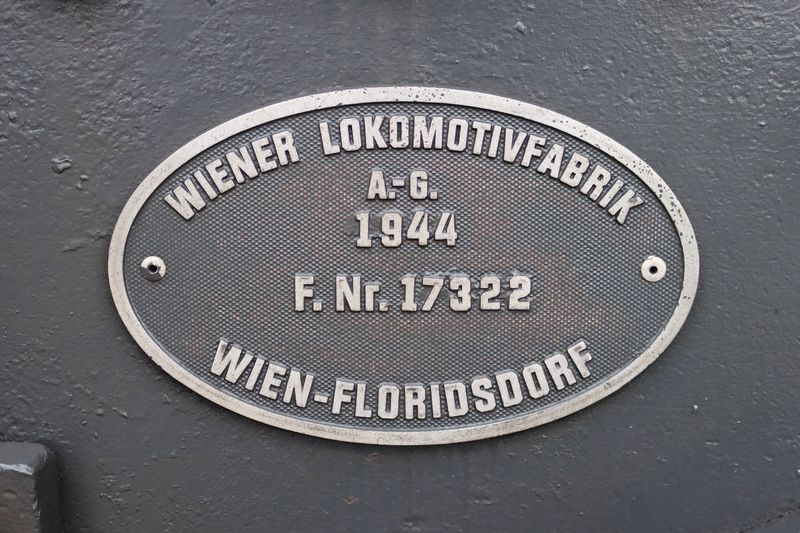 WIENER LOKOMOTIVFABRIK
A.-G.
1944
F. Nr. 17322
WIEN-FLORIDSDORF